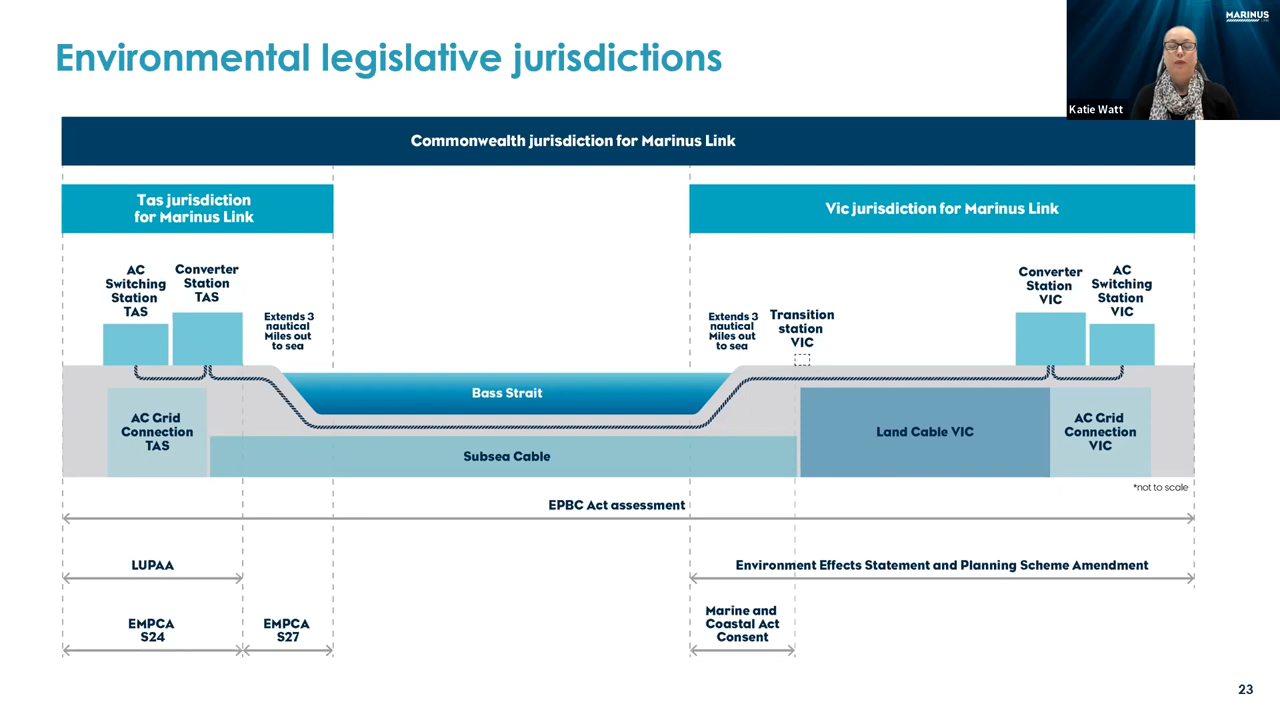 Environmental legislative jurisdictions
MARINUS
LINK
Katie Watt
Commonwealth jurisdiction for Marinus Link
Tas jurisdiction
for Marinus Link
Vic jurisdiction for Marinus Link
AC
Switching
Station
TAS
Converter
Station
TAS
Extends 3
nautical
Miles out
to sea
Extends 3
nautical
Miles out
to sea
Transition
station
VIC
Converter
Station
VIC
AC
Switching
Station
VIC
Bass Strait
AC Grid
Connection
TAS
Subsea Cable
Land Cable VIC
AC Grid
Connection
VIC
*not to scale
EPBC Act assessment
LUPAA
Environment Effects Statement and Planning Scheme Amendment
EMPCA
S24
EMPCA
S27
Marine and
Coastal Act
Consent
23